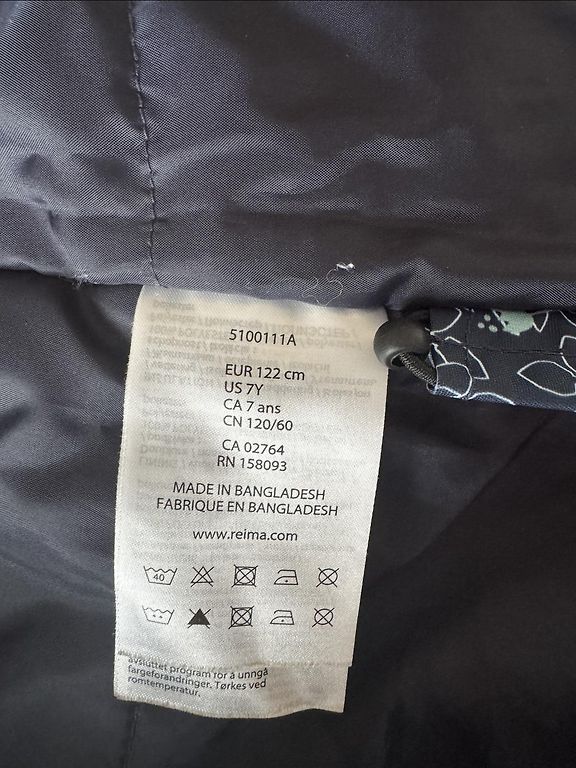 5100111A
EUR 122 cm
US 7Y
CA 7 ans
CN 120/60
CA 02764
RN 158093
MADE IN BANGLADESH
FABRIQUE EN BANGLADESH
www.reima.com
40
avsluttet program for å unngå
fargeforandringer. Tørkes ved
romtemperatur.